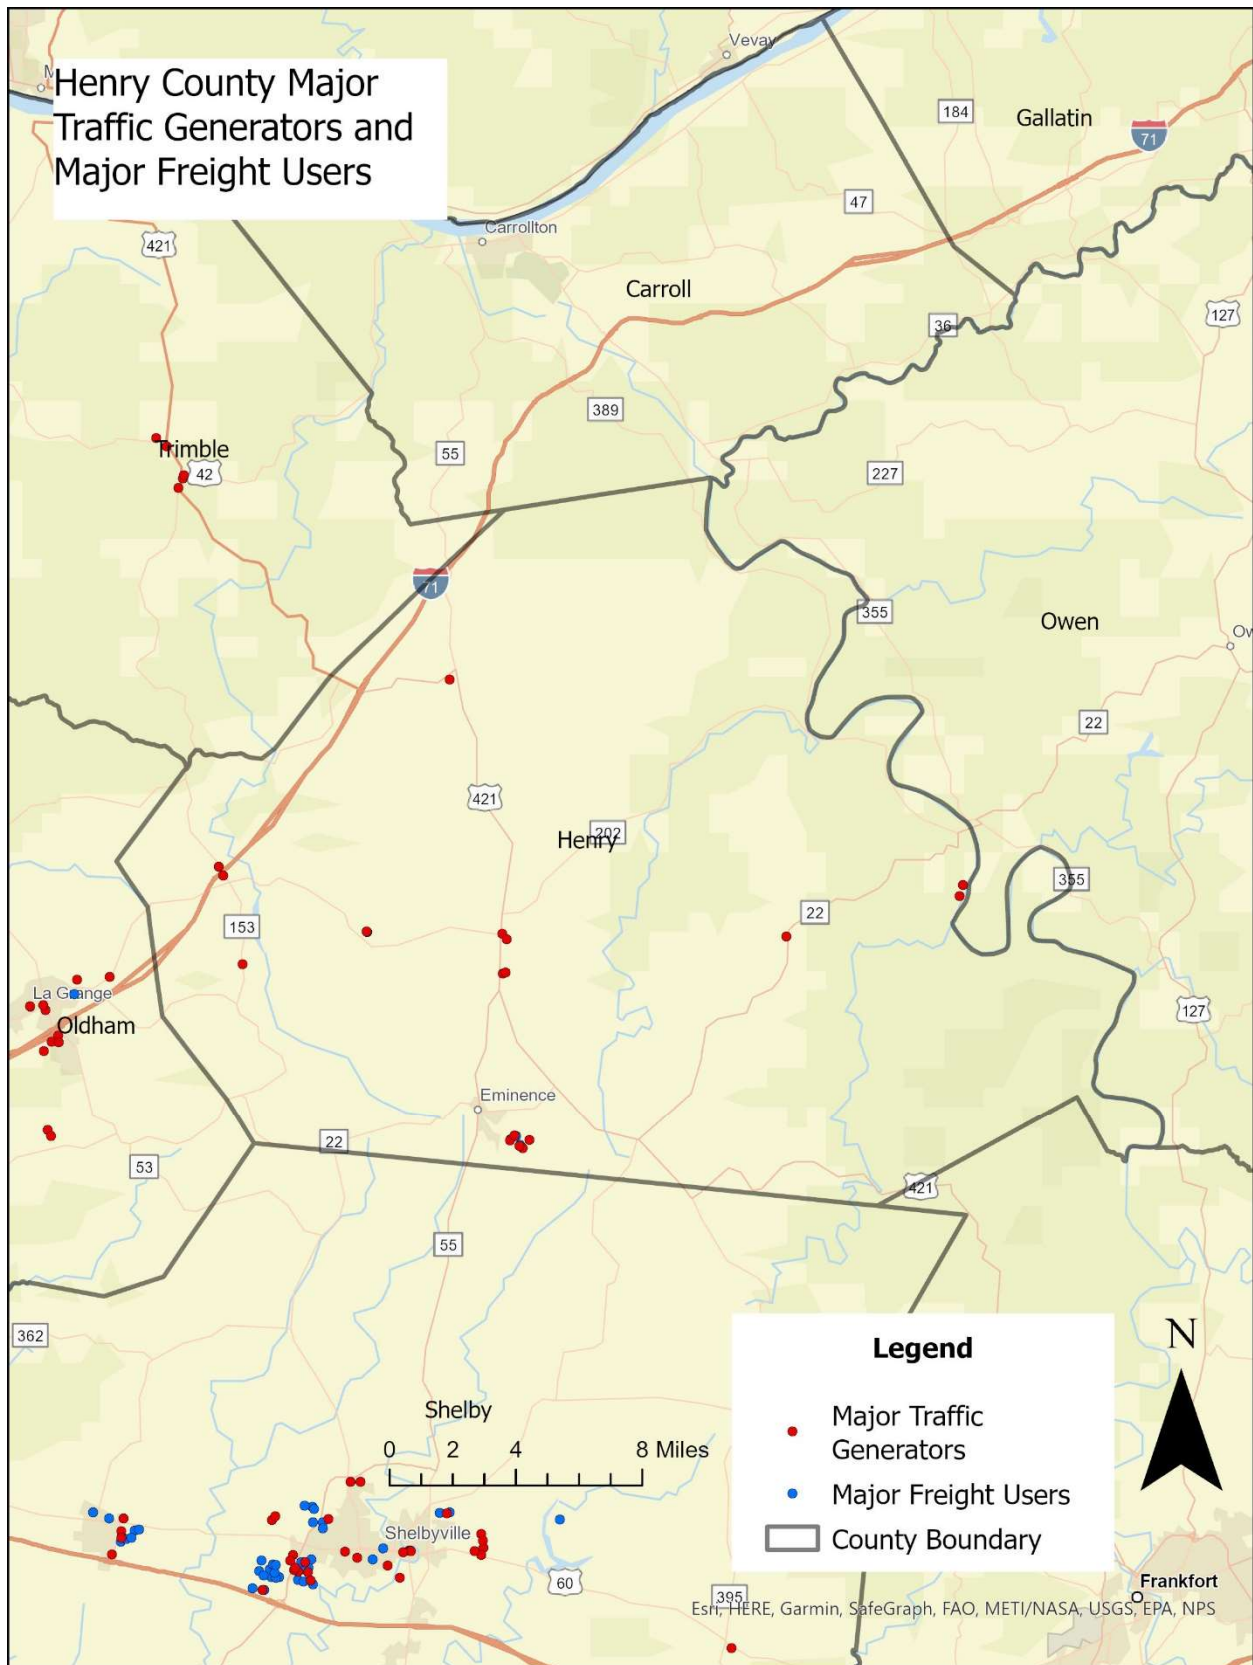 Vevay
M
Henry County Major
Traffic Generators and
Major Freight Users
184
Gallatin
71
47
Carrollton
421
Carroll
36
127
389
Trimble
55
42
227
71
355
Owen
Ow
22
421
202
Henry
355
22
153
La Grange
127
Oldham
Eminence
22
53
421
55
362
Legend
N
Shelby
Major Traffic
Generators
0 2 4 8 Miles
Major Freight Users
Shelbyville
County Boundary
60
Frankfort
395
Esri, HERE, Garmin, SafeGraph, FAO, METI/NASA, USGS, EPA, NPS